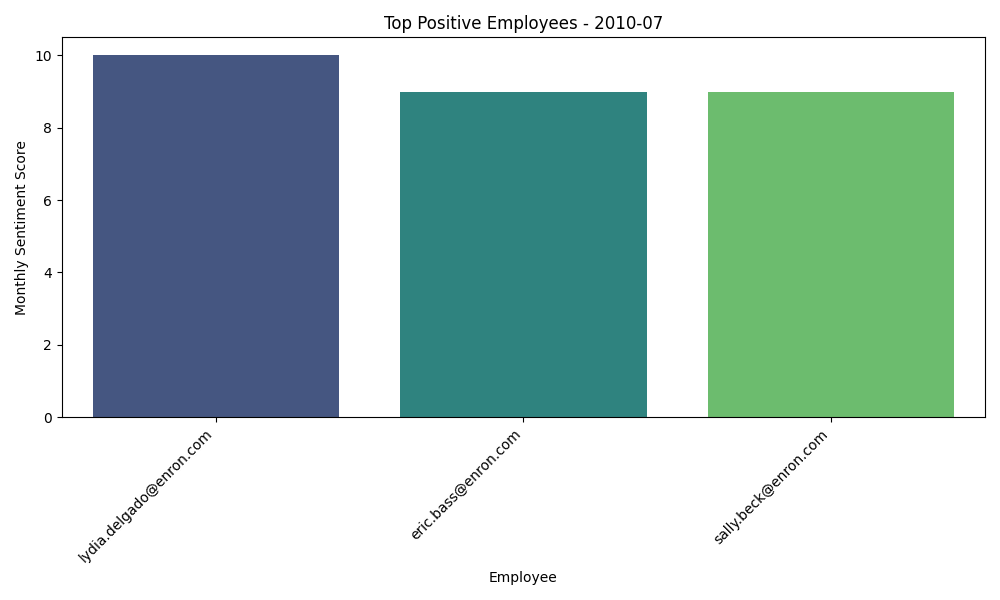 Top Positive Employees - 2010-07
Monthly Sentiment Score
10
8
6
4
2
0
lydia.delgado@enron.com
eric.bass@enron.com
sally.beck@enron.com
Employee